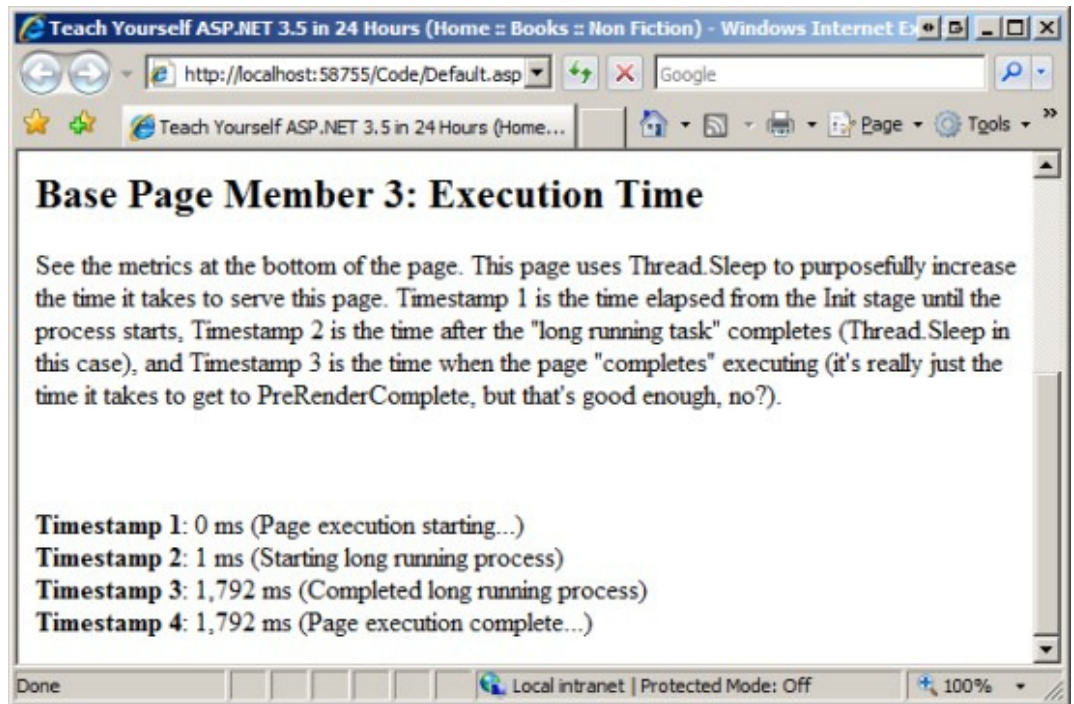 Teach Yourself ASP.NET 3.5 in 24 Hours (Home :: Books :: Non Fiction) - Windows Internet Ex
http://localhost:58755/Code/Default.asp
Google
Teach Yourself ASP.NET 3.5 in 24 Hours (Home...
Page
Tools
Base Page Member 3: Execution Time
See the metrics at the bottom of the page. This page uses Thread.Sleep to purposefully increase
the time it takes to serve this page. Timestamp 1 is the time elapsed from the Init stage until the
process starts, Timestamp 2 is the time after the "long running task" completes (Thread.Sleep in
this case), and Timestamp 3 is the time when the page "completes" executing (it's really just the
time it takes to get to PreRenderComplete, but that's good enough, no?).
Timestamp 1: 0 ms (Page execution starting...)
Timestamp 2: 1 ms (Starting long running process)
Timestamp 3: 1,792 ms (Completed long running process)
Timestamp 4: 1,792 ms (Page execution complete...)
Done
Local intranet | Protected Mode: Off
100%